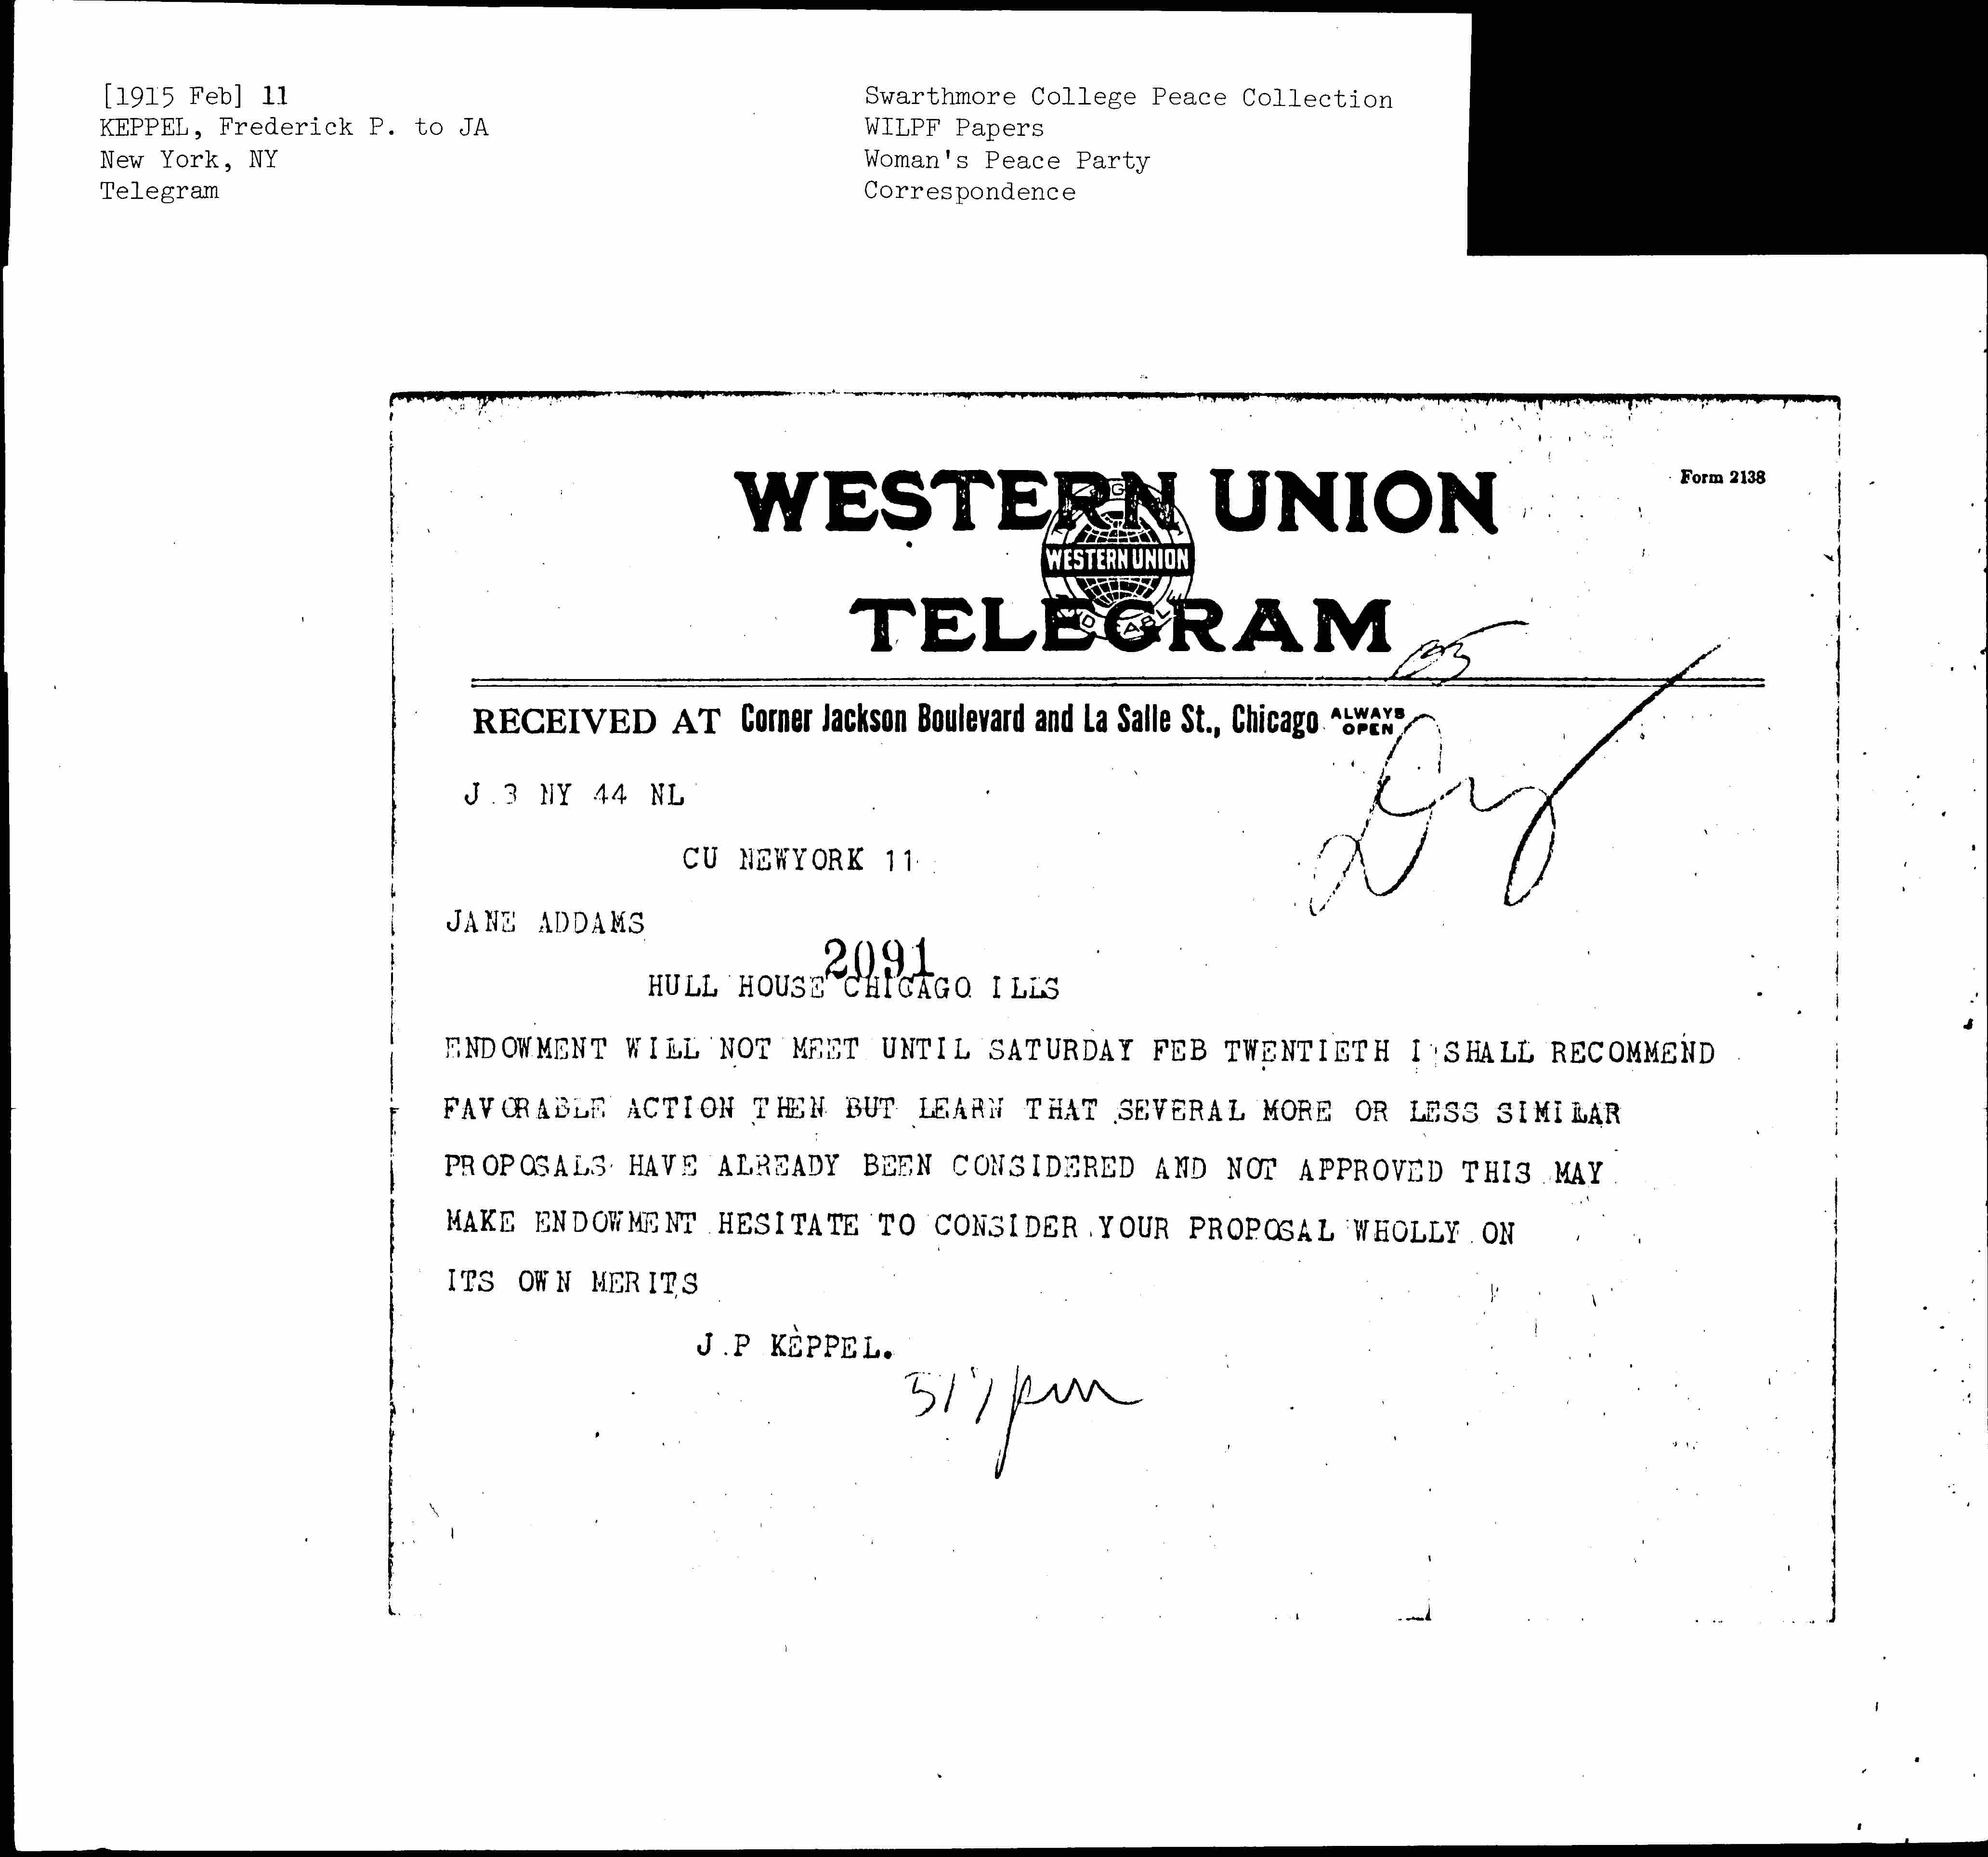 [1915 Feb] 11
KEPPEL, Frederick P. to JA
New York, NY
Telegram
Swarthmore College Peace Collection
WILPF Papers
Woman's Peace Party
Correspondence
WESTERN UNION
Form 2138
WESTERN UNION
TELEGRAM
RECEIVED AT Corner Jackson Boulevard and La Salle St., Chicago ALWAYS OPEN
J.3 NY 44 NL
CU NEWYORK 11
JANE ADDAMS
2091
HULL HOUSE CHICAGO ILLS
ENDOWMENT WILL NOT MEET UNTIL SATURDAY FEB TWENTIETH I SHALL RECOMMEND
FAVORABLE ACTION THEN BUT LEARN THAT SEVERAL MORE OR LESS SIMILAR
PROPOSALS HAVE ALREADY BEEN CONSIDERED AND NOT APPROVED THIS MAY
MAKE ENDOWMENT HESITATE TO CONSIDER YOUR PROPOSAL WHOLLY ON
ITS OWN MERITS
J.P KEPPEL.
517pm